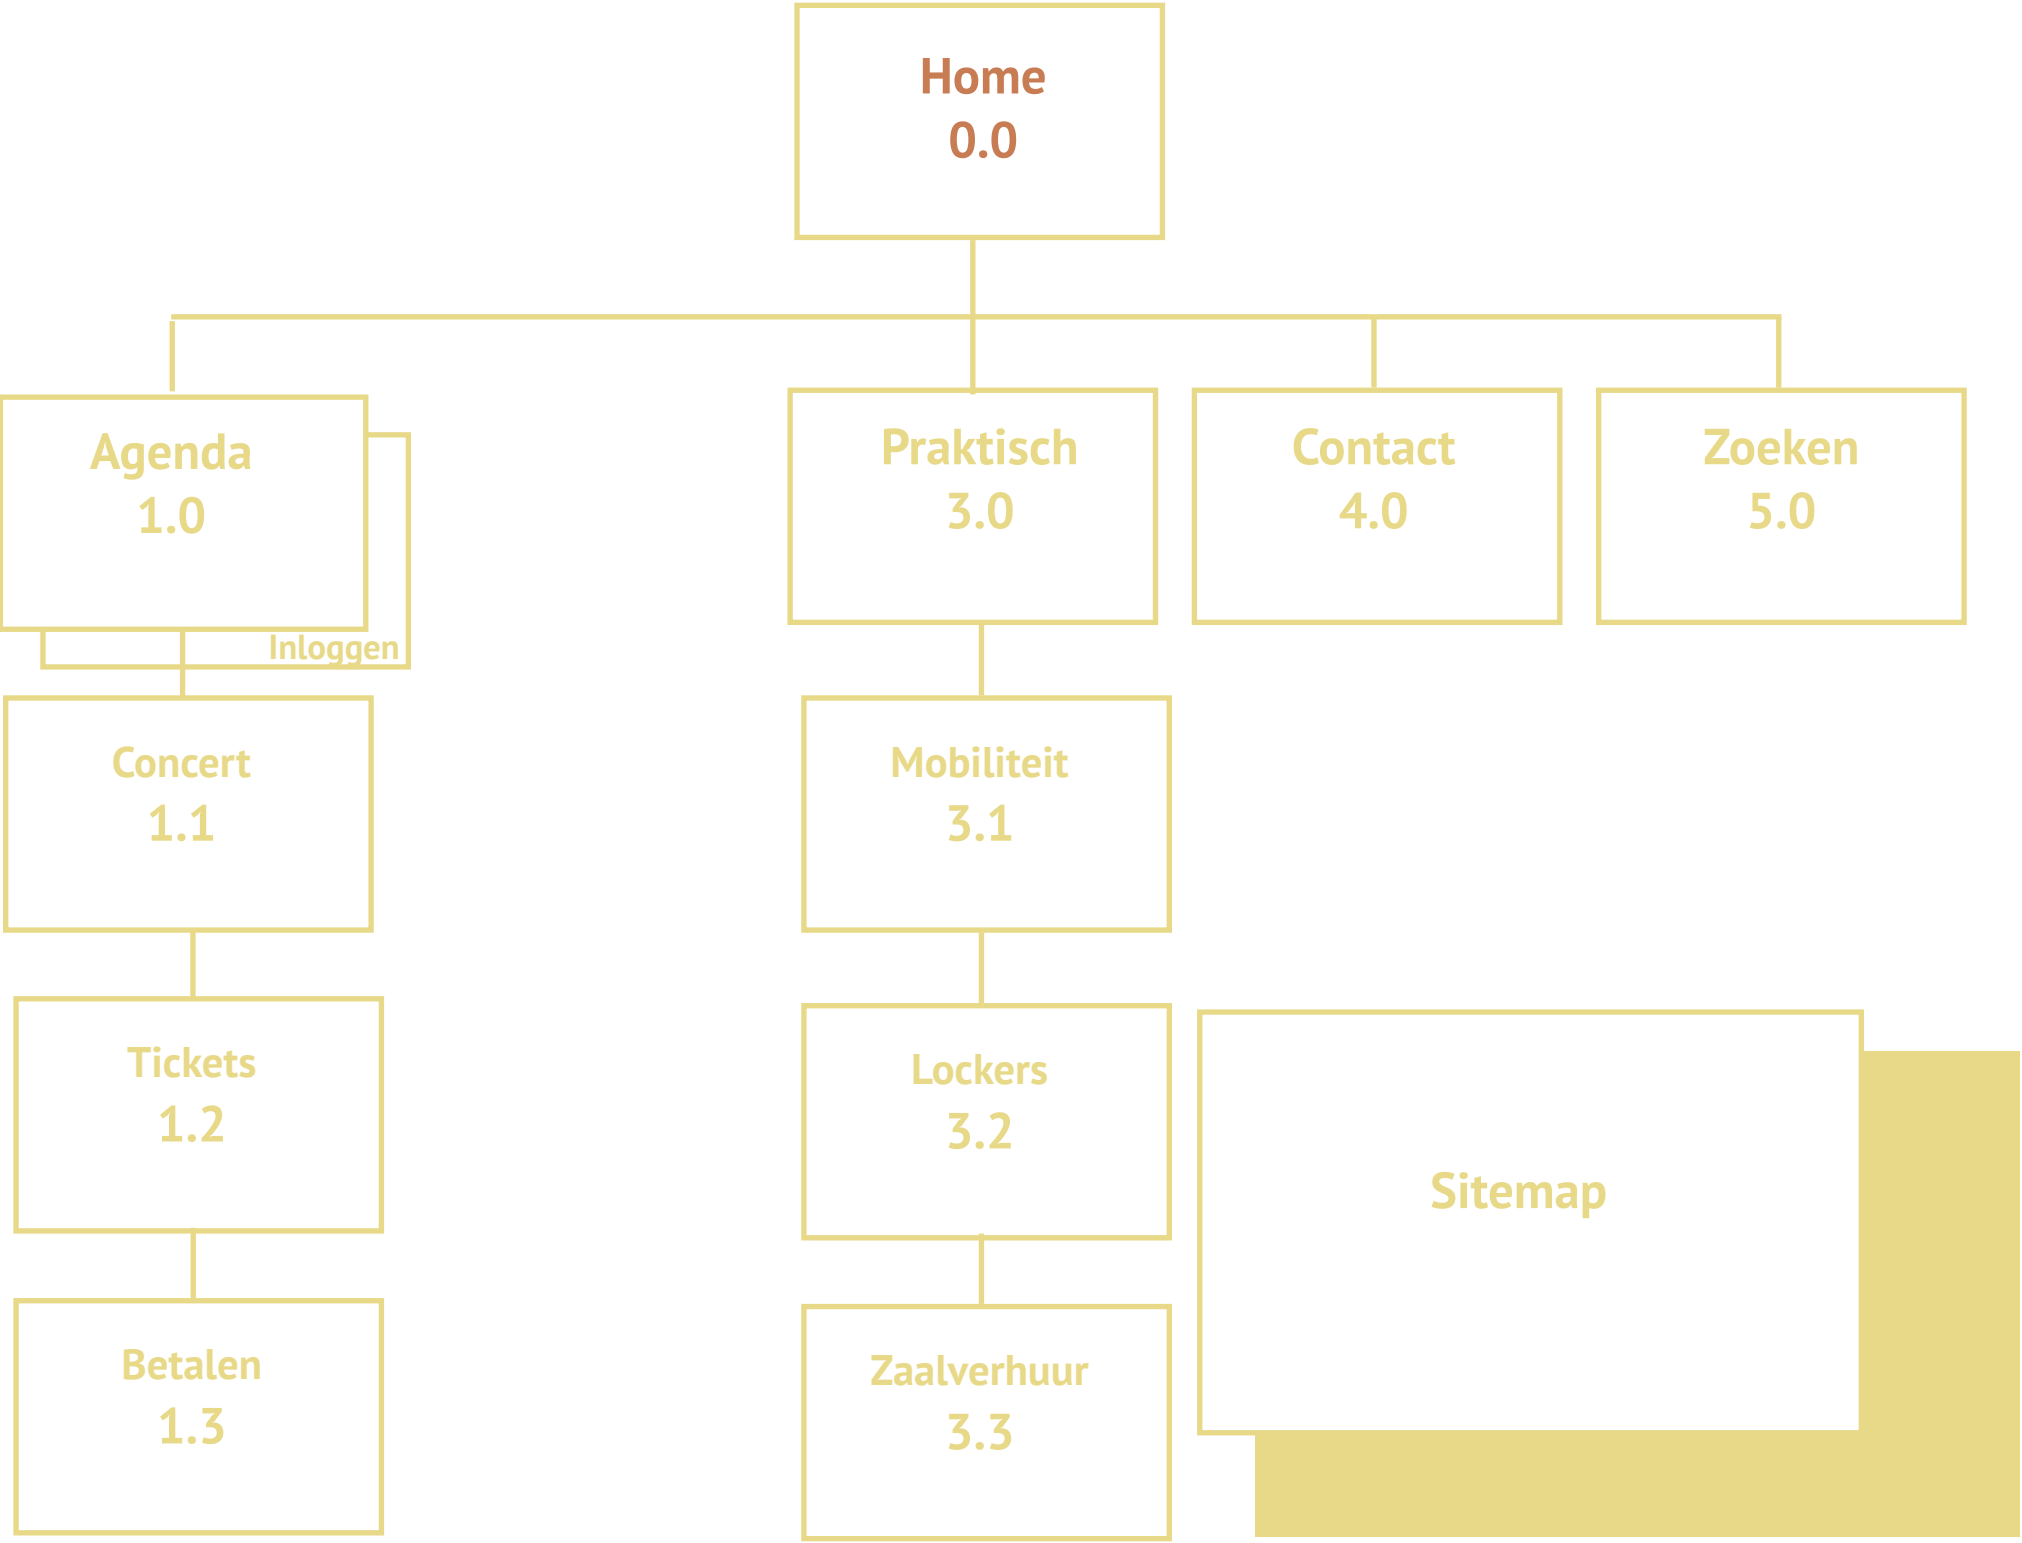 Home
0.0
Agenda
1.0
Inloggen
Praktisch
3.0
Contact
4.0
Zoeken
5.0
Concert
1.1
Mobiliteit
3.1
Tickets
1.2
Lockers
3.2
Sitemap
Betalen
1.3
Zaalverhuur
3.3